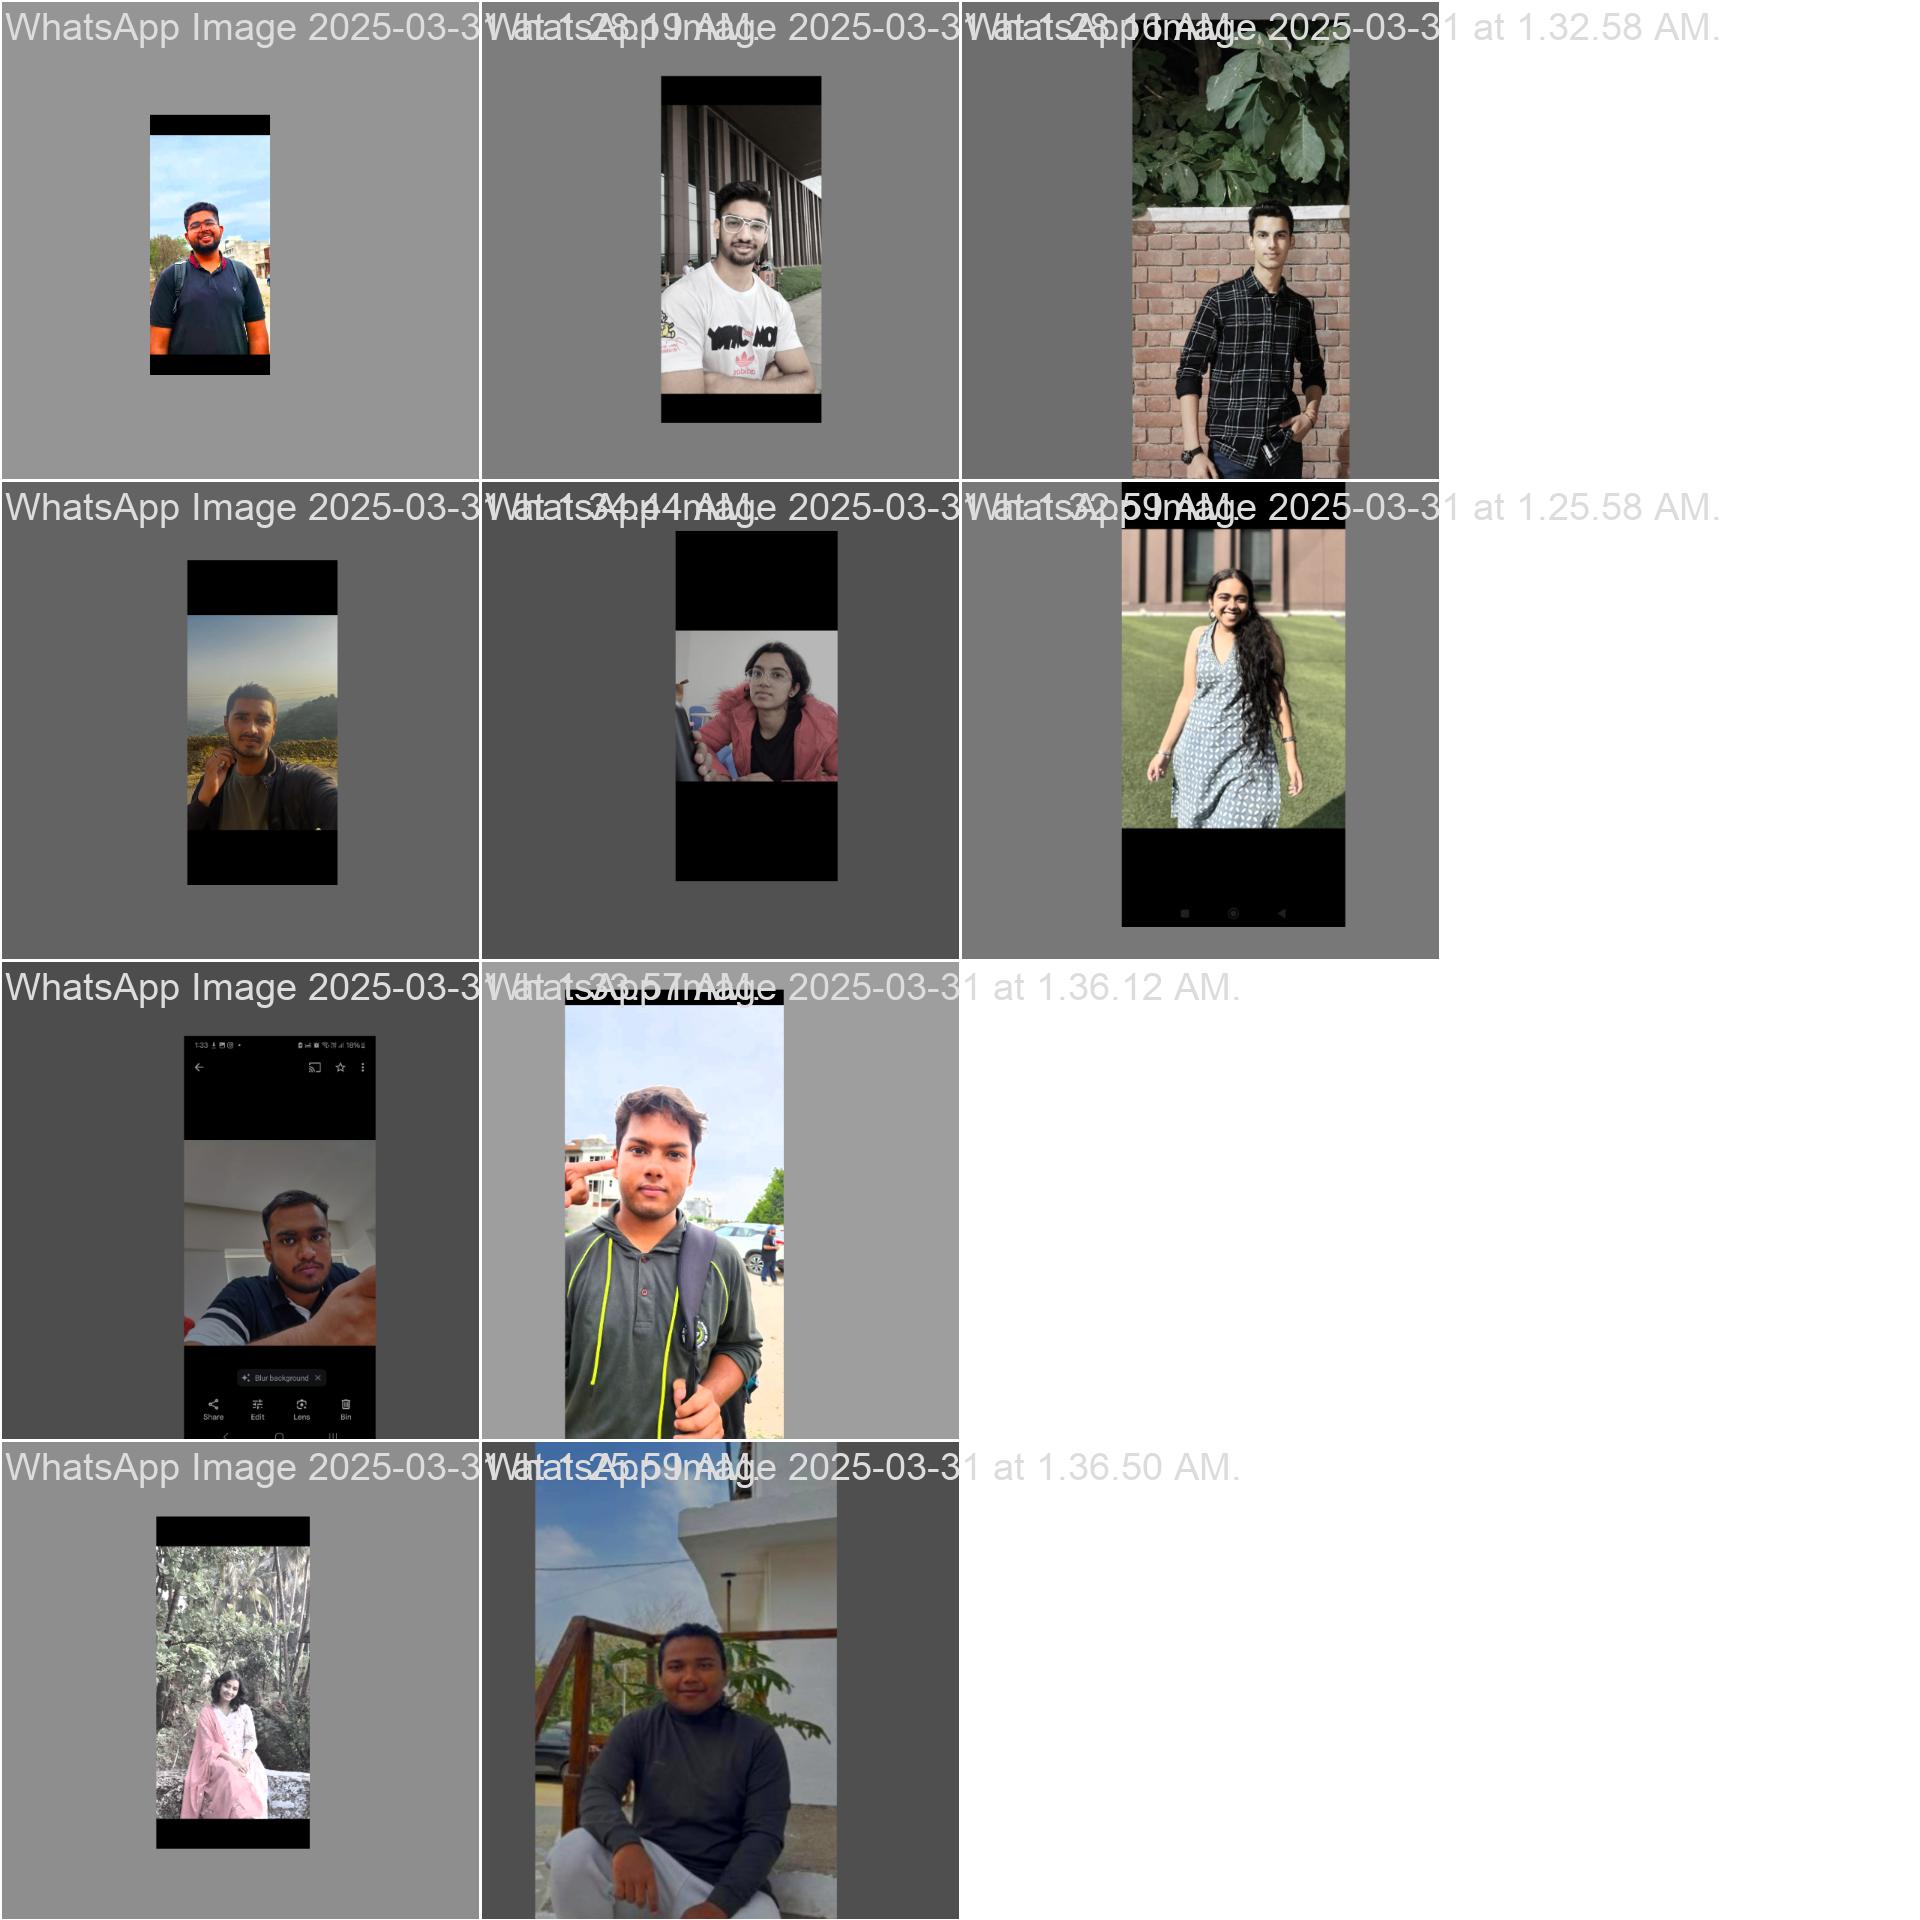 WhatsApp Image 2025-03-31 at 1.28.19 AM.
WhatsApp Image 2025-03-31 at 1.28.16 AM.
WhatsApp Image 2025-03-31 at 1.32.58 AM.
adidas
WhatsApp Image 2025-03-31 at 1.34.44 AM.
WhatsApp Image 2025-03-31 at 1.32.59 AM.
WhatsApp Image 2025-03-31 at 1.25.58 AM.
WhatsApp Image 2025-03-31 at 1.33.57 AM.
WhatsApp Image 2025-03-31 at 1.36.12 AM.
1:33
18%
Blur background
Share Edit Lens Bin
WhatsApp Image 2025-03-31 at 1.25.59 AM.
WhatsApp Image 2025-03-31 at 1.36.50 AM.